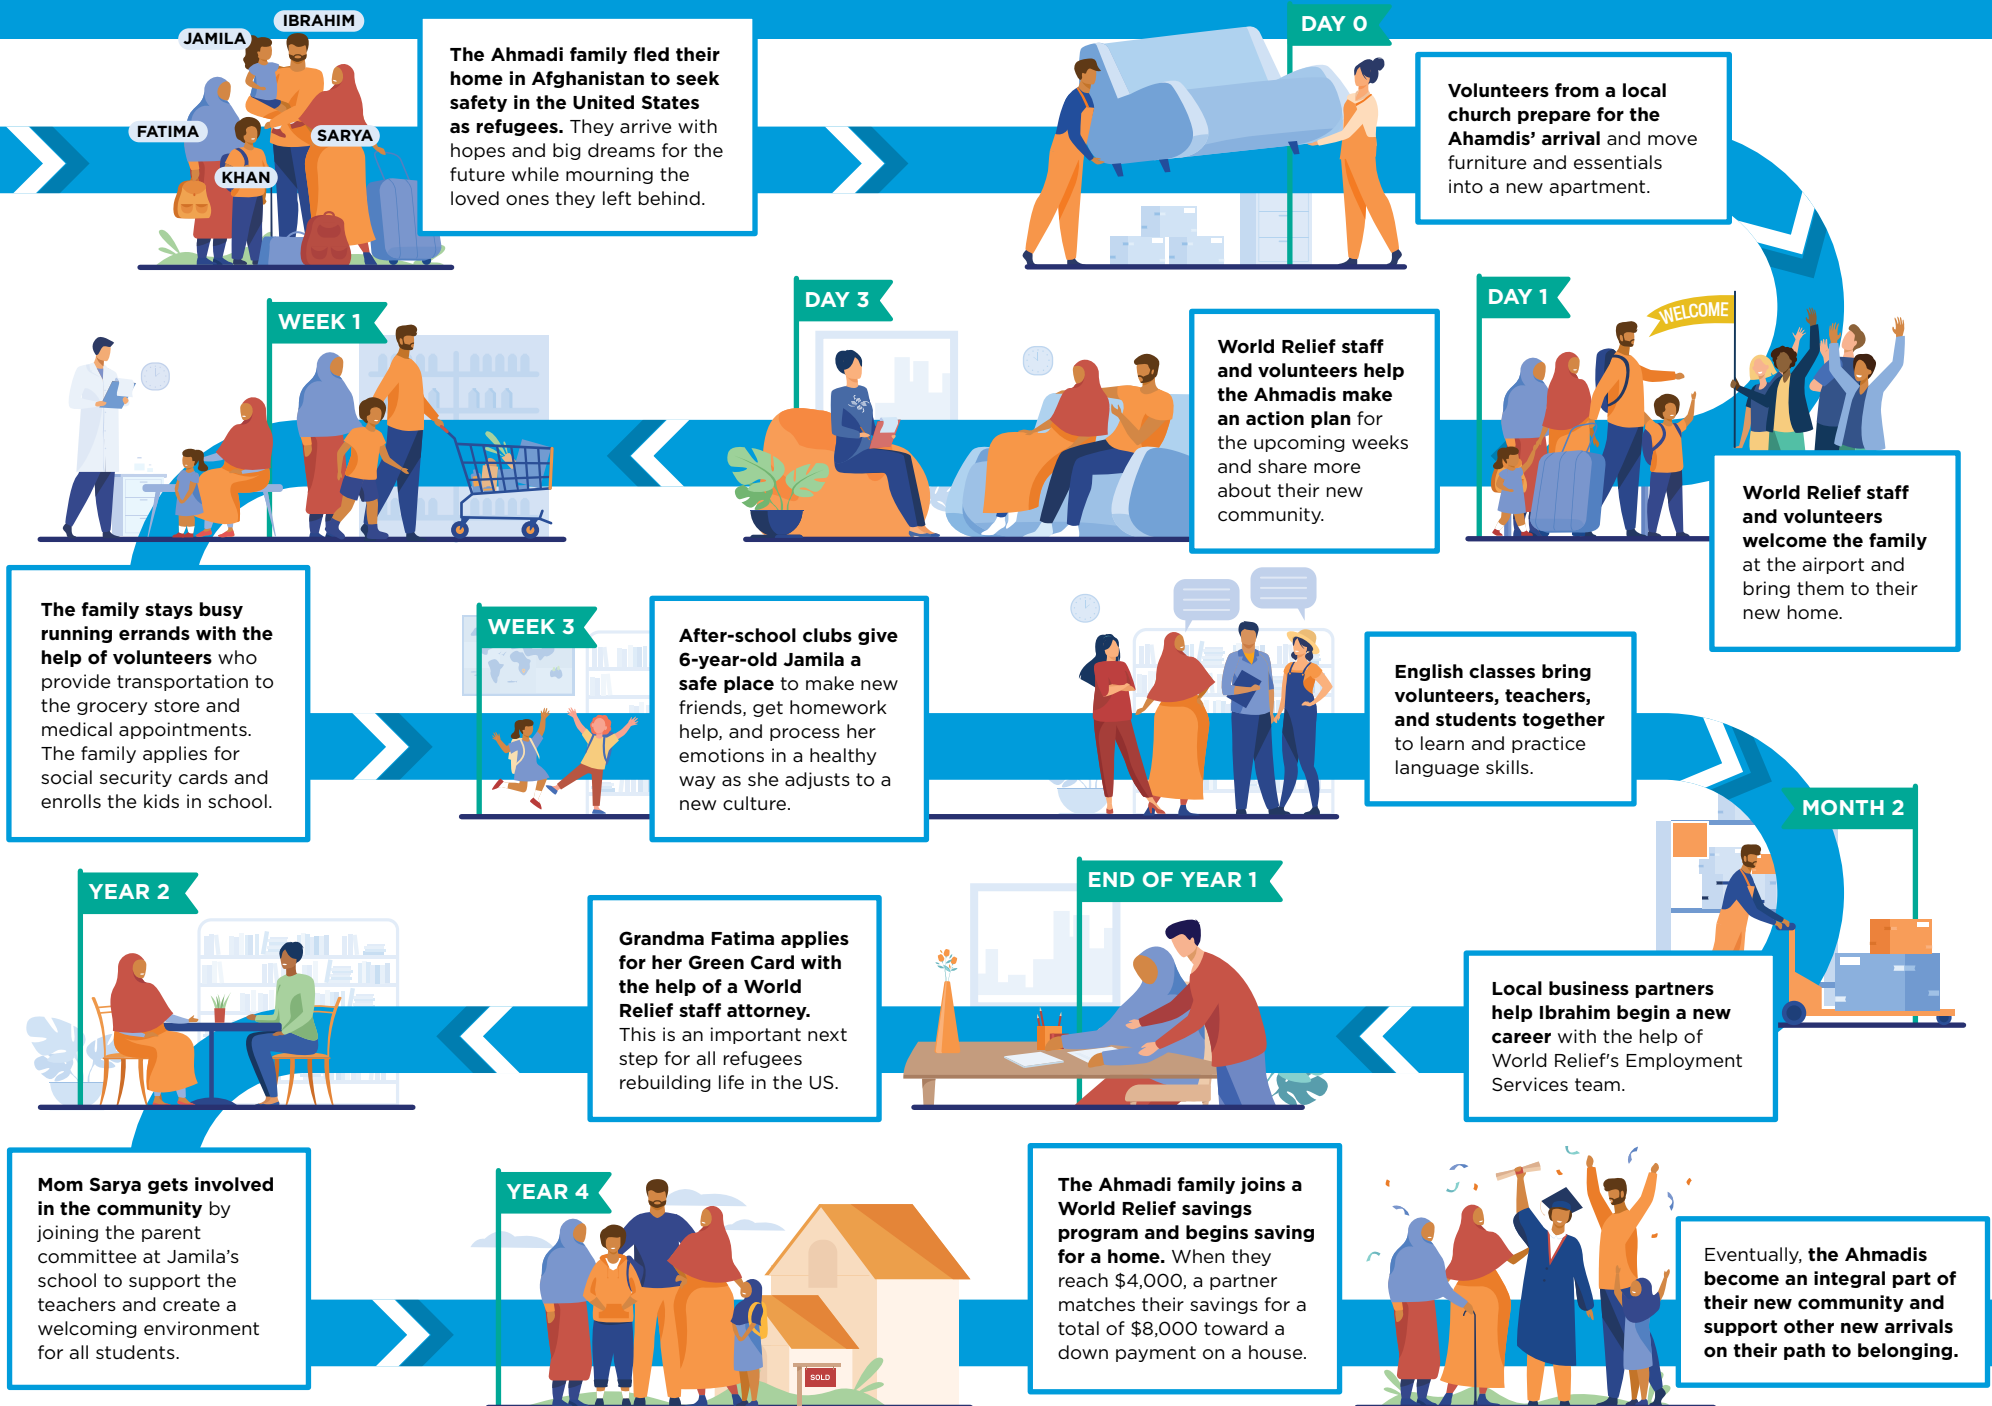 JAMILA
IBRAHIM
FATIMA
SARYA
KHAN
The Ahmadi family fled their
home in Afghanistan to seek
safety in the United States
as refugees. They arrive with
hopes and big dreams for the
future while mourning the
loved ones they left behind.
DAY 0
Volunteers from a local
church prepare for the
Ahamdis’ arrival and move
furniture and essentials
into a new apartment.
DAY 1
WELCOME
World Relief staff
and volunteers
welcome the family
at the airport and
bring them to their
new home.
DAY 3
World Relief staff
and volunteers help
the Ahmadis make
an action plan for
the upcoming weeks
and share more
about their new
community.
WEEK 1
The family stays busy
running errands with the
help of volunteers who
provide transportation to
the grocery store and
medical appointments.
The family applies for
social security cards and
enrolls the kids in school.
WEEK 3
After-school clubs give
6-year-old Jamila a
safe place to make new
friends, get homework
help, and process her
emotions in a healthy
way as she adjusts to a
new culture.
English classes bring
volunteers, teachers,
and students together
to learn and practice
language skills.
MONTH 2
Local business partners
help Ibrahim begin a new
career with the help of
World Relief's Employment
Services team.
END OF YEAR 1
Grandma Fatima applies
for her Green Card with
the help of a World
Relief staff attorney.
This is an important next
step for all refugees
rebuilding life in the US.
YEAR 2
Mom Sarya gets involved
in the community by
joining the parent
committee at Jamila’s
school to support the
teachers and create a
welcoming environment
for all students.
YEAR 4
SOLD
The Ahmadi family joins a
World Relief savings
program and begins saving
for a home. When they
reach $4,000, a partner
matches their savings for a
total of $8,000 toward a
down payment on a house.
Eventually, the Ahmadis
become an integral part of
their new community and
support other new arrivals
on their path to belonging.